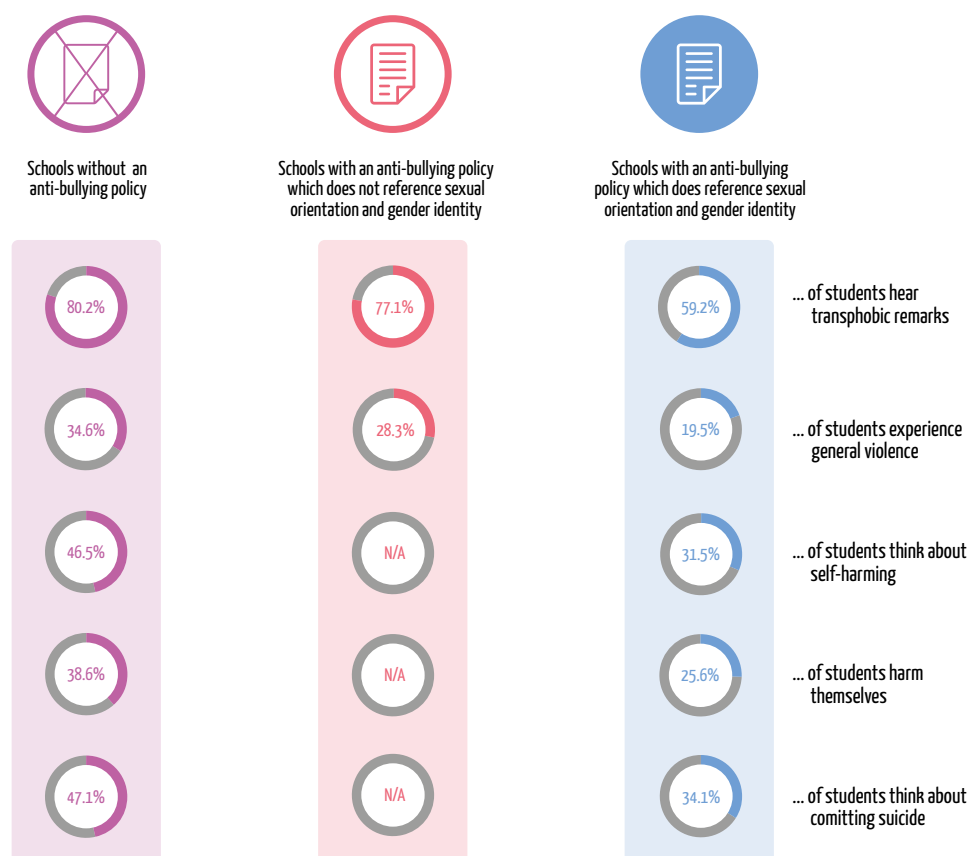 Schools without an
anti-bullying policy
Schools with an anti-bullying policy
which does not reference sexual
orientation and gender identity
Schools with an anti-bullying
policy which does reference sexual
orientation and gender identity
80.2%
77.1%
59.2%
... of students hear
transphobic remarks
34.6%
28.3%
19.5%
... of students experience
general violence
46.5%
N/A
31.5%
... of students think about
self-harming
38.6%
N/A
25.6%
... of students harm
themselves
47.1%
N/A
34.1%
... of students think about
comitting suicide